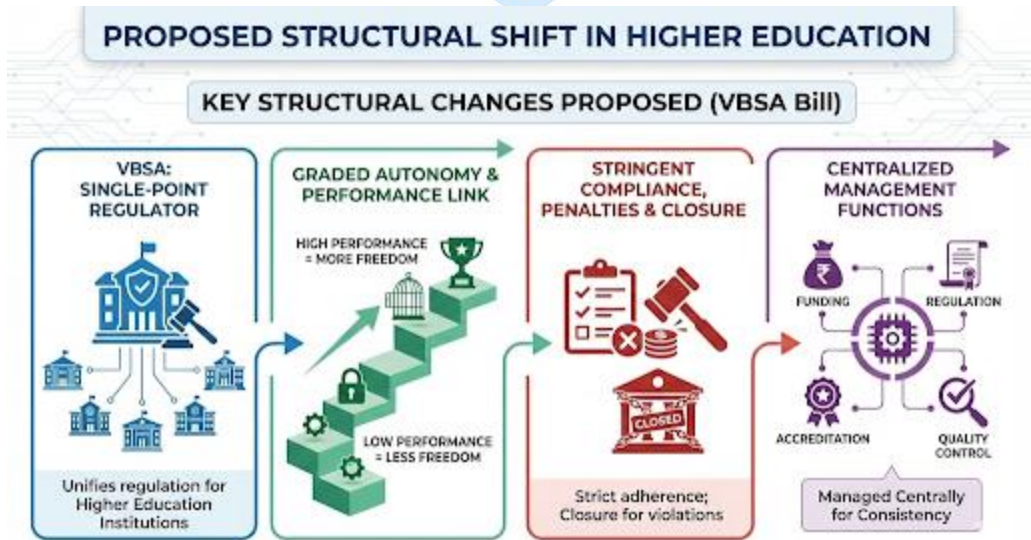 PROPOSED STRUCTURAL SHIFT IN HIGHER EDUCATION
KEY STRUCTURAL CHANGES PROPOSED (VBSA Bill)
VBSA:
SINGLE-POINT
REGULATOR
Unifies regulation for
Higher Education
Institutions
GRADED AUTONOMY &
PERFORMANCE LINK
HIGH PERFORMANCE
= MORE FREEDOM
LOW PERFORMANCE
= LESS FREEDOM
STRINGENT
COMPLIANCE,
PENALTIES & CLOSURE
CLOSED
Strict adherence;
Closure for violations
CENTRALIZED
MANAGEMENT
FUNCTIONS
₹
FUNDING
REGULATION
ACCREDITATION
QUALITY
CONTROL
Managed Centrally
for Consistency